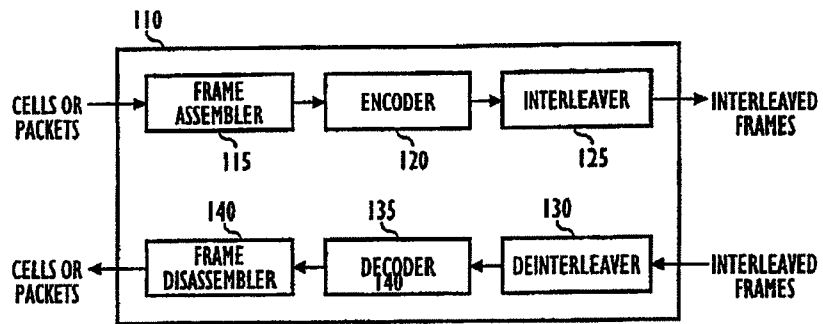 110
CELLS OR
PACKETS
FRAME
ASSEMBLER
115
ENCODER
120
INTERLEAVER
125
INTERLEAVED
FRAMES
CELLS OR
PACKETS
140
FRAME
DISASSEMBLER
135
DECODER
140
130
DEINTERLEAVER
INTERLEAVED
FRAMES